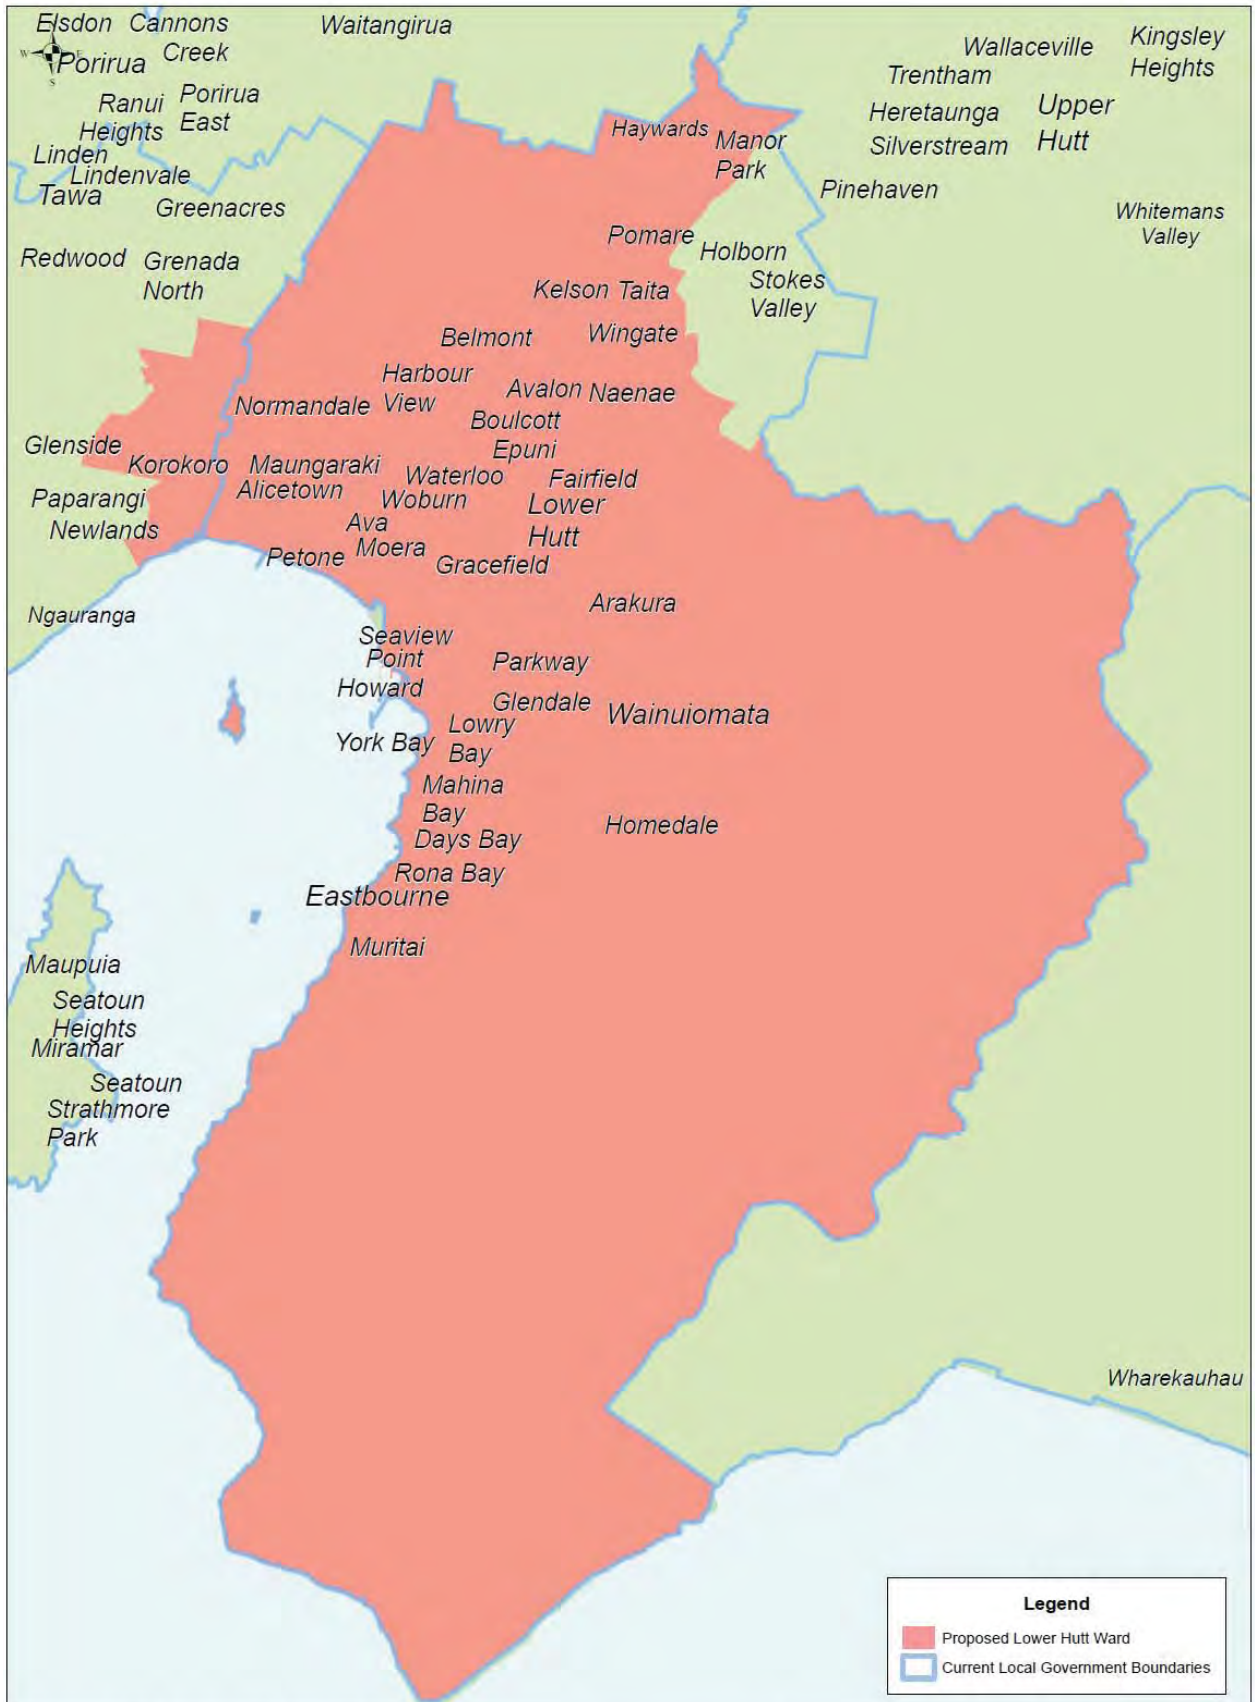 Elsdon
Cannons
Creek
Waitangirua
W
E
S
Porirua
Ranui
Heights
Porirua
East
Linden
Lindenvale
Tawa
Greenacres
Redwood
Grenada
North
Wallaceville
Kingsley
Heights
Trentham
Heretaunga
Upper
Hutt
Silverstream
Pinehaven
Whitemans
Valley
Haywards
Manor
Park
Pomare
Holborn
Stokes
Valley
Kelson
Taita
Belmont
Wingate
Harbour
View
Avalon
Naenae
Normandale
Boulcott
Epuni
Glenside
Korokoro
Maungaraki
Waterloo
Fairfield
Alicetown
Woburn
Lower
Hutt
Paparangi
Newlands
Ava
Moera
Petone
Gracefield
Arakura
Ngauranga
Seaview
Point
Howard
Parkway
Glendale
Wainuiomata
Lowry
Bay
York Bay
Mahina
Bay
Days Bay
Homedale
Rona Bay
Eastbourne
Muritai
Maupuia
Seatoun
Heights
Miramar
Seatoun
Strathmore
Park
Wharekauhau
Legend
Proposed Lower Hutt Ward
Current Local Government Boundaries